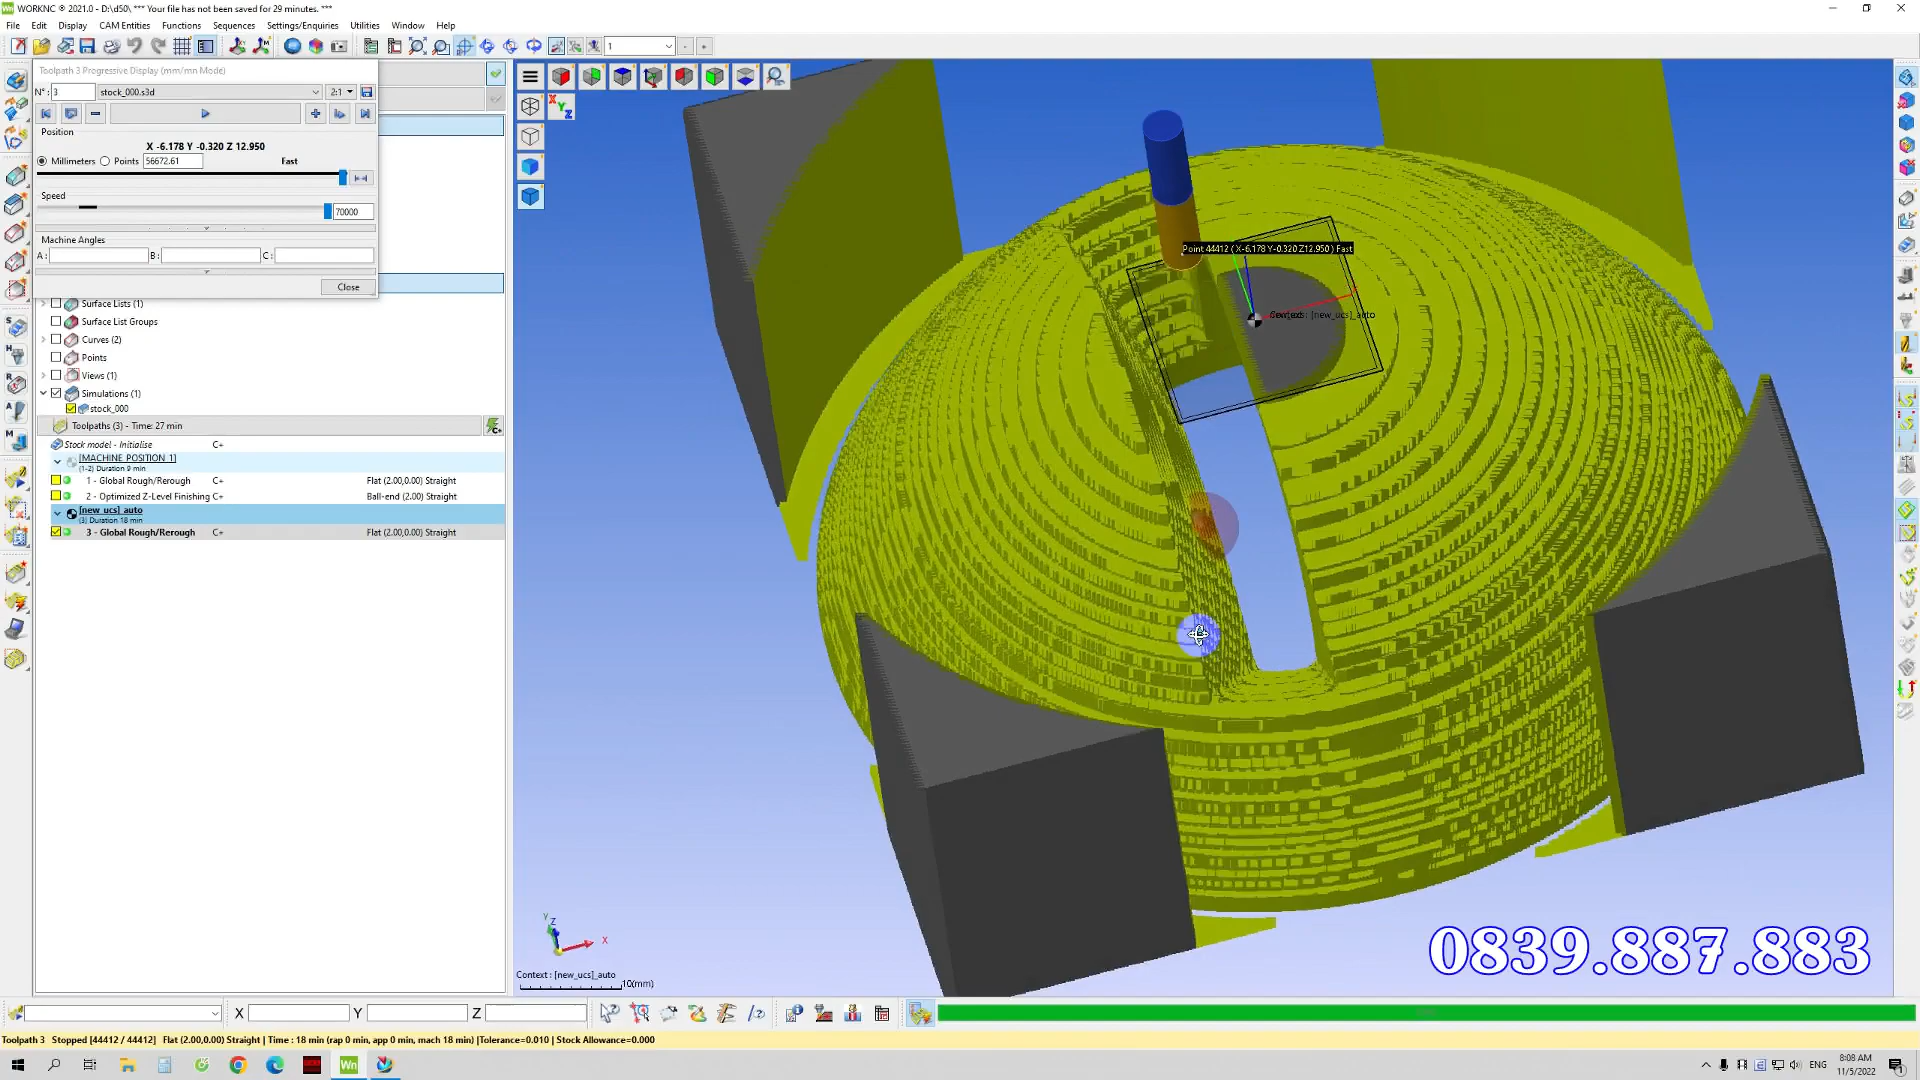 WORKNC ® 2021.0 - D:\d50\ *** Your file has not been saved for 29 minutes. ***
File Edit Display CAM Entities Functions Sequences Settings/Enquiries Utilities Window Help
1
Toolpath 3 Progressive Display (mm/mn Mode)
N° : 3 stock_000.s3d 2:1
Position
X -6.178 Y -0.320 Z 12.950
Millimeters Points 56672.61 Fast
Speed
70000
Machine Angles
A : B : C :
Close
Surface Lists (1)
Surface List Groups
Curves (2)
Points
Views (1)
Simulations (1)
stock_000
Toolpaths (3) - Time: 27 min
Stock model - Initialise C+
[MACHINE POSITION 1]
(1-2) Duration 9 min
1 - Global Rough/Rerough C+ Flat (2.00,0.00) Straight
2 - Optimized Z-Level Finishing C+ Ball-end (2.00) Straight
[new_ucs]_auto
(3) Duration 18 min
3 - Global Rough/Rerough C+ Flat (2.00,0.00) Straight
X Y Z
Point 44412 ( X-6.178 Y-0.320 Z12.950 ) Fast
[new_ucs]_auto
Y Z X
Context : [new_ucs]_auto
10(mm)
0839.887.883
X Y Z
Toolpath 3 Stopped [44412 / 44412] Flat (2.00,0.00) Straight | Time : 18 min (rap 0 min, app 0 min, mach 18 min) |Tolerance=0.010 | Stock Allowance=0.000
Wn
ENG
8:08 AM
11/5/2022